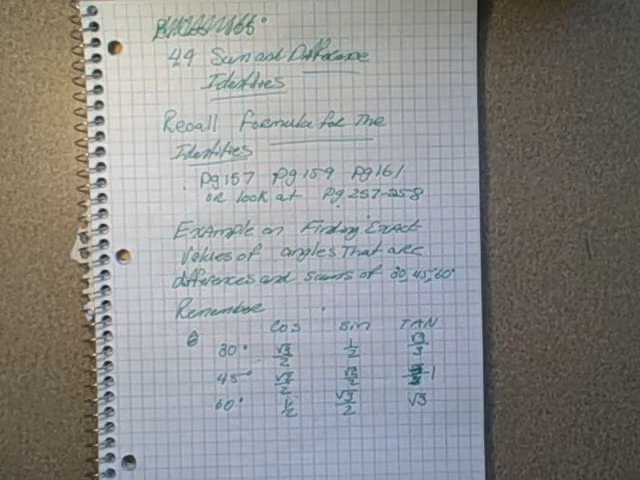 4.9 Sum and Difference
Identities
Recall Formula for The
Identities
Pg 157 Pg 159 Pg 161
or look at Pg 257-258
Example on Finding Exact
Values of angles That are
differences and sums of 30, 45, 60°
Remember
θ cos sin TAN
30° √3/2 1/2 √3/3
45° √2/2 √2/2 1
60° 1/2 √3/2 √3